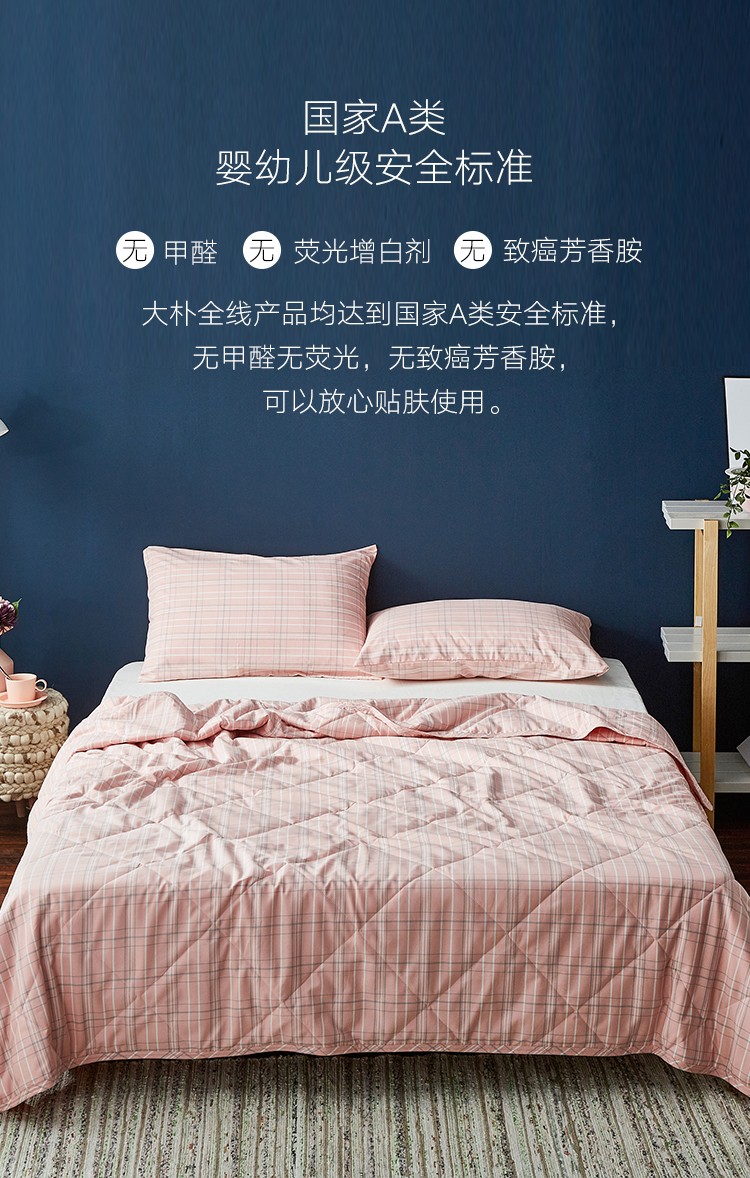 国家A类
婴幼儿级安全标准
无 甲醛 无 荧光增白剂 无 致癌芳香胺
大朴全线产品均达到国家A类安全标准，
无甲醛无荧光，无致癌芳香胺，
可以放心贴肤使用。